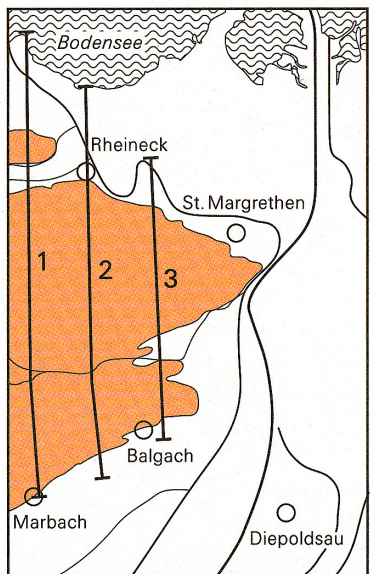 Bodensee
Rheineck
St. Margrethen
1
2
3
Balgach
Marbach
Diepoldsau